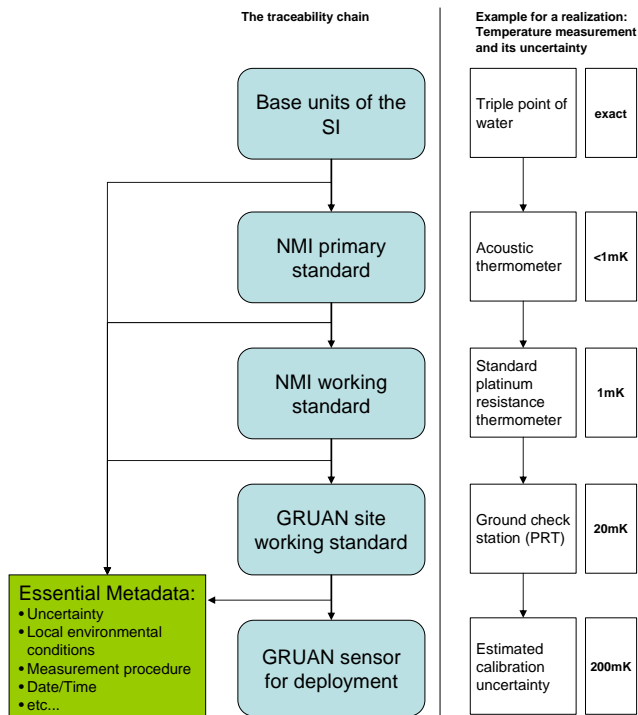 The traceability chain
Example for a realization:
Temperature measurement
and its uncertainty
Base units of the
SI
Triple point of
water
exact
NMI primary
standard
Acoustic
thermometer
<1mK
NMI working
standard
Standard
platinum
resistance
thermometer
1mK
GRUAN site
working standard
Ground check
station (PRT)
20mK
Essential Metadata:
• Uncertainty
• Local environmental
conditions
• Measurement procedure
• Date/Time
• etc...
GRUAN sensor
for deployment
Estimated
calibration
uncertainty
200mK